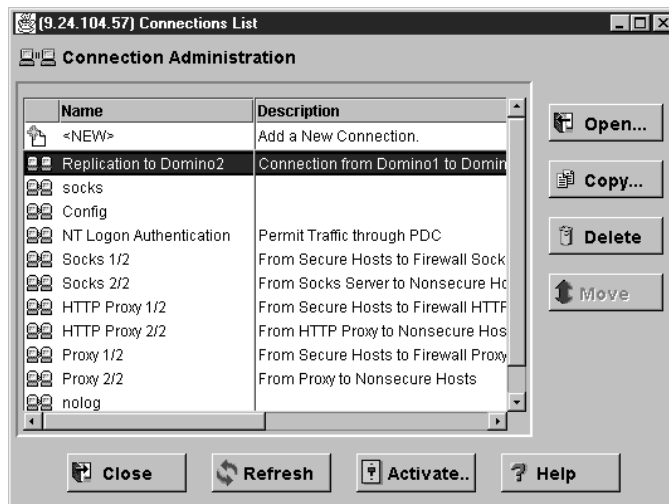 (9.24.104.57) Connections List
Connection Administration
Name Description
<NEW> Add a New Connection.
Replication to Domino2 Connection from Domino1 to Domin
socks
Config
NT Logon Authentication Permit Traffic through PDC
Socks 1/2 From Secure Hosts to Firewall Sock
Socks 2/2 From Socks Server to Nonsecure Ho
HTTP Proxy 1/2 From Secure Hosts to Firewall HTTP
HTTP Proxy 2/2 From HTTP Proxy to Nonsecure Hos
Proxy 1/2 From Secure Hosts to Firewall Proxy
Proxy 2/2 From Proxy to Nonsecure Hosts
nolog
Open...
Copy...
Delete
Move
Close Refresh Activate.. Help